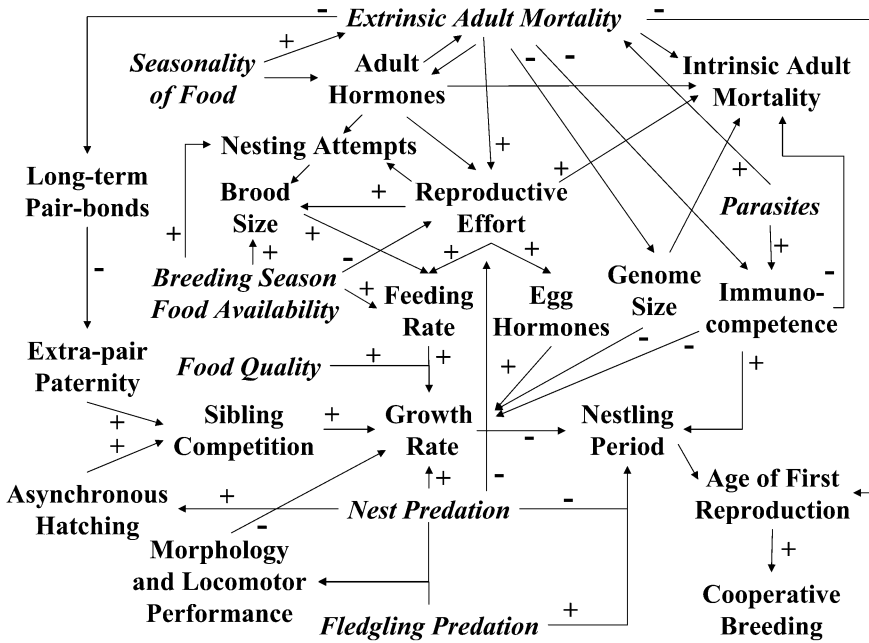 Extrinsic Adult Mortality
Seasonality
of Food
Adult
Hormones
Intrinsic Adult
Mortality
Nesting Attempts
Long-term
Pair-bonds
Brood
Size
Reproductive
Effort
Parasites
Breeding Season
Food Availability
Feeding
Rate
Egg
Hormones
Genome
Size
Immuno-
competence
Extra-pair
Paternity
Food Quality
Sibling
Competition
Growth
Rate
Nestling
Period
Asynchronous
Hatching
Nest Predation
Age of First
Reproduction
Morphology
and Locomotor
Performance
Fledgling Predation
Cooperative
Breeding